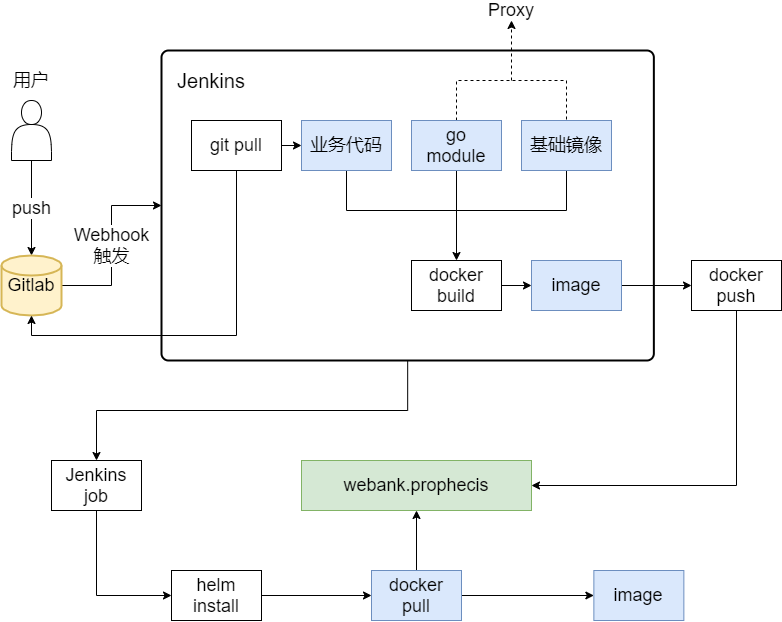 Proxy
用户
Jenkins
git pull
业务代码
go
module
基础镜像
push
Webhook
触发
Gitlab
docker
build
image
docker
push
Jenkins
job
webank.prophecis
helm
install
docker
pull
image